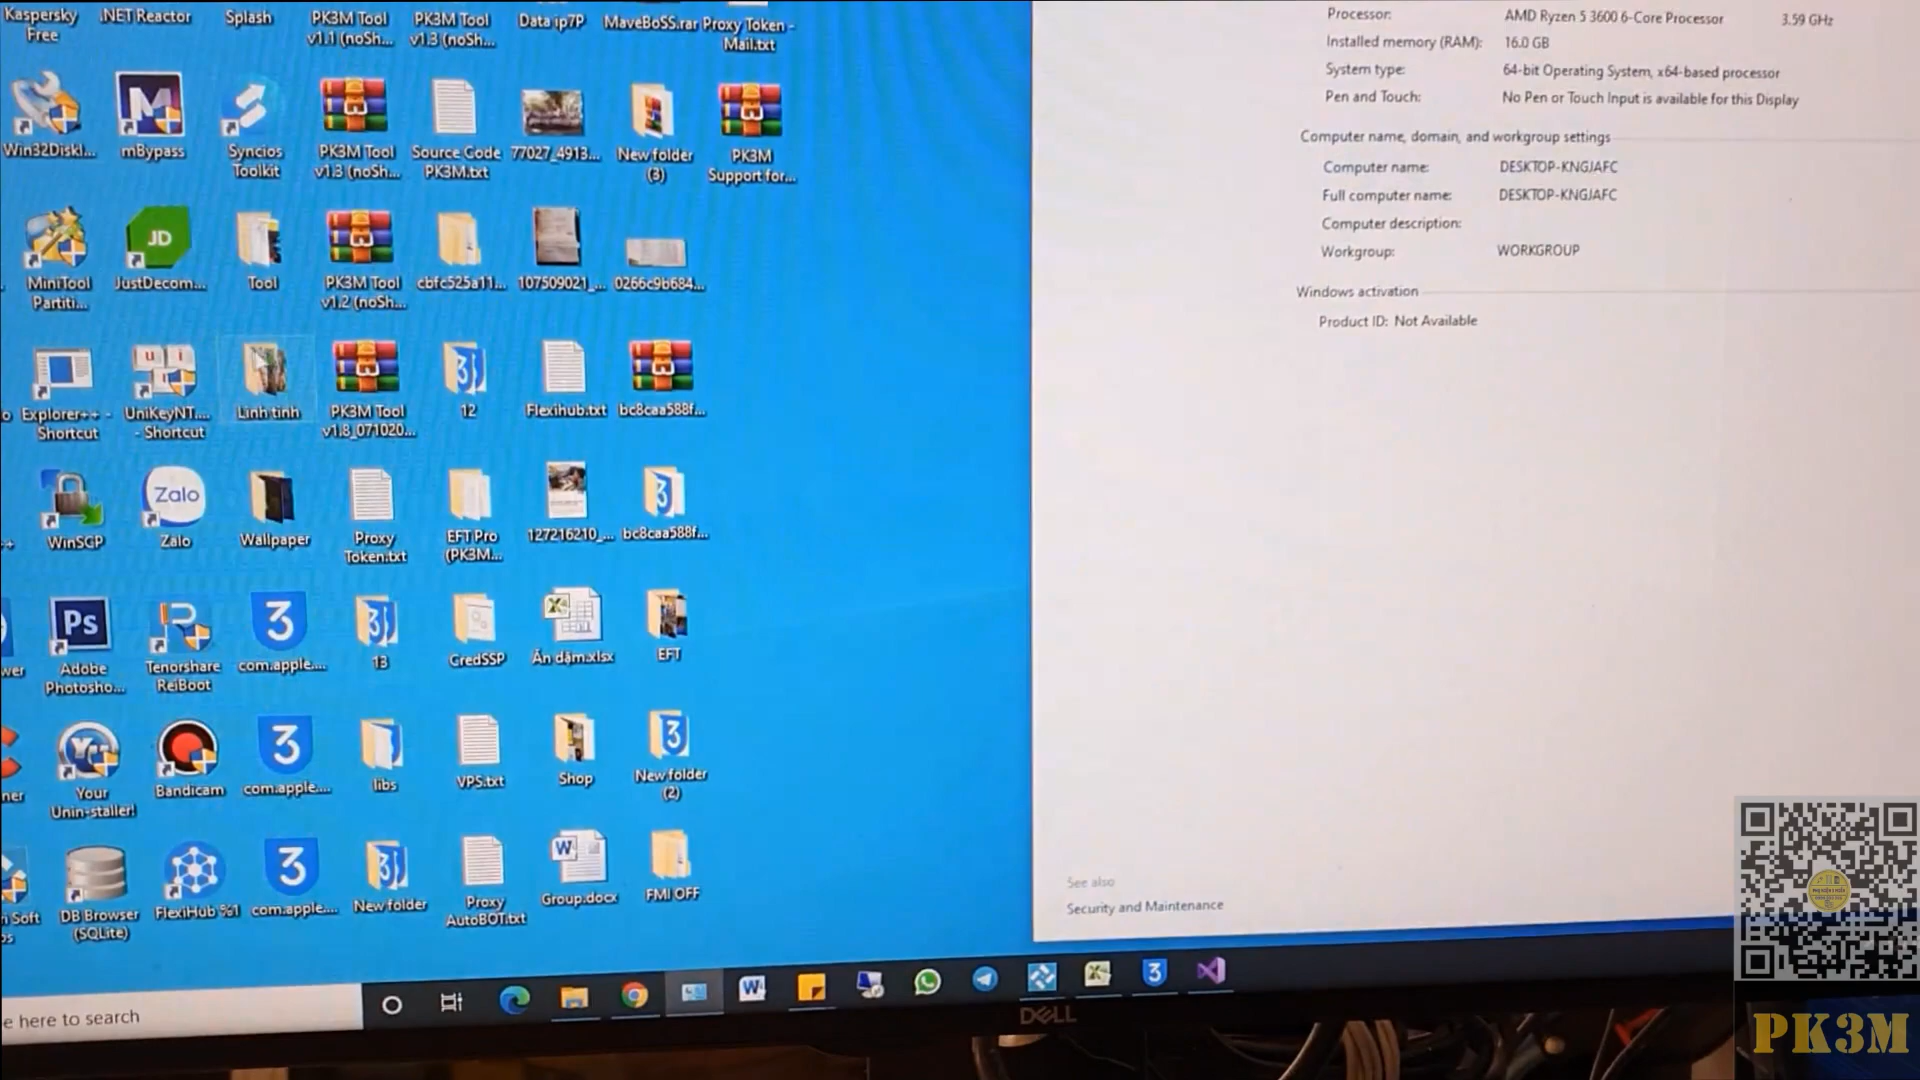 Kaspersky Free
.NET Reactor
Splash
PK3M Tool v1.1 (noSh...
PK3M Tool v1.3 (noSh...
Data ip7P
MaveBoSS.rar
Proxy Token - Mail.txt
Win32DiskI...
mBypass
Syncios Toolkit
PK3M Tool v1.3 (noSh...
Source Code PK3M.txt
77027_4913...
New folder (3)
PK3M Support for...
MiniTool Partiti...
JD
JustDecom...
Tool
PK3M Tool v1.2 (noSh...
cbfc525a11...
107509021_...
0266c9b684...
Explorer++ - Shortcut
UniKeyNT.... - Shortcut
Linh tinh
PK3M Tool v1.8_071020...
12
Flexihub.txt
bc8caa588f...
WinSCP
Zalo
Zalo
Wallpaper
Proxy Token.txt
EFT Pro (PK3M...
127216210_...
bc8caa588f...
Ps
Adobe Photosho...
Tenorshare ReiBoot
3
com.apple....
13
CredSSP
Ăn dặm.xlsx
EFT
Your Unin-staller!
Bandicam
3
com.apple....
libs
VPS.txt
Shop
New folder (2)
DB Browser (SQLite)
FlexiHub %1
3
com.apple....
New folder
Proxy AutoBOT.txt
Group.docx
FMI OFF
Processor: AMD Ryzen 5 3600 6-Core Processor 3.59 GHz
Installed memory (RAM): 16.0 GB
System type: 64-bit Operating System, x64-based processor
Pen and Touch: No Pen or Touch Input is available for this Display
Computer name, domain, and workgroup settings
Computer name: DESKTOP-KNGJAFC
Full computer name: DESKTOP-KNGJAFC
Computer description:
Workgroup: WORKGROUP
Windows activation
Product ID: Not Available
See also
Security and Maintenance
e here to search
DELL
PK3M